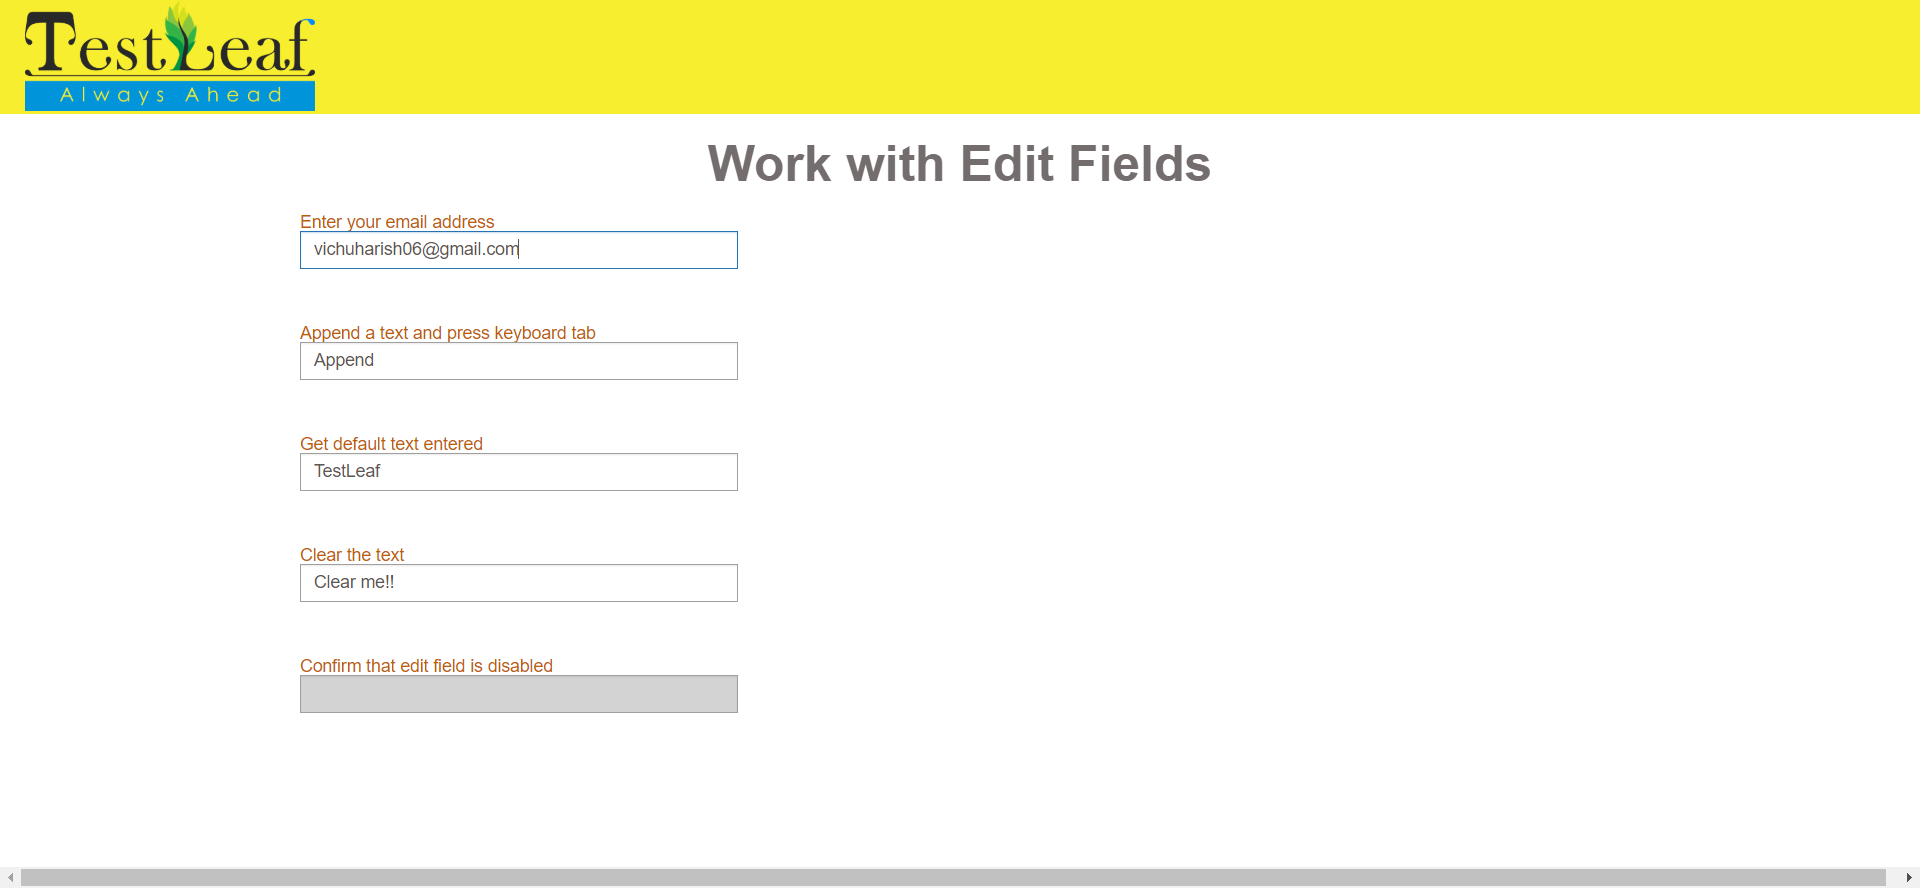 TestLeaf
Always Ahead
Work with Edit Fields
Enter your email address
vichuharish06@gmail.com
Append a text and press keyboard tab
Append
Get default text entered
TestLeaf
Clear the text
Clear me!!
Confirm that edit field is disabled